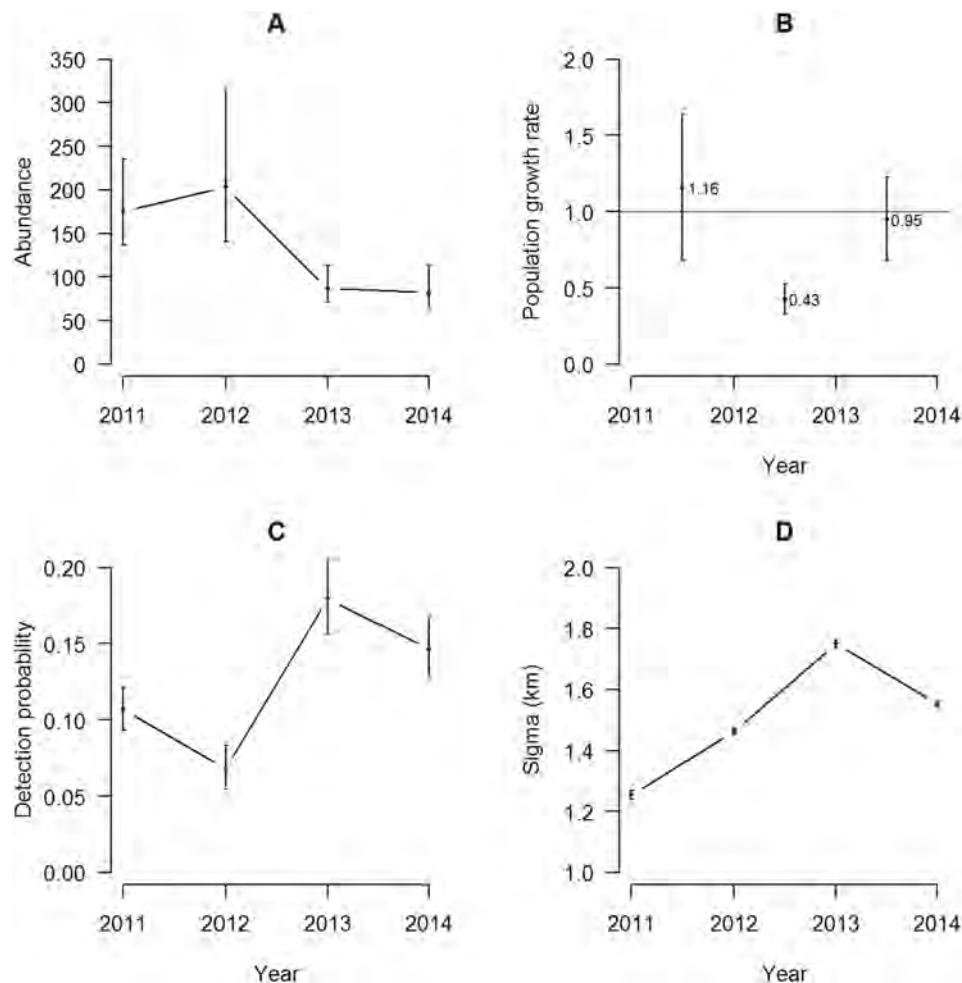 A
350
300
250
200
150
100
50
0
Abundance
2011 2012 2013 2014
B
2.0
1.5
1.0
0.5
0.0
Population growth rate
1.16
0.43
0.95
2011 2012 2013 2014
Year
C
0.20
0.15
0.10
0.05
0.00
Detection probability
2011 2012 2013 2014
Year
D
2.0
1.8
1.6
1.4
1.2
1.0
Sigma (km)
2011 2012 2013 2014
Year